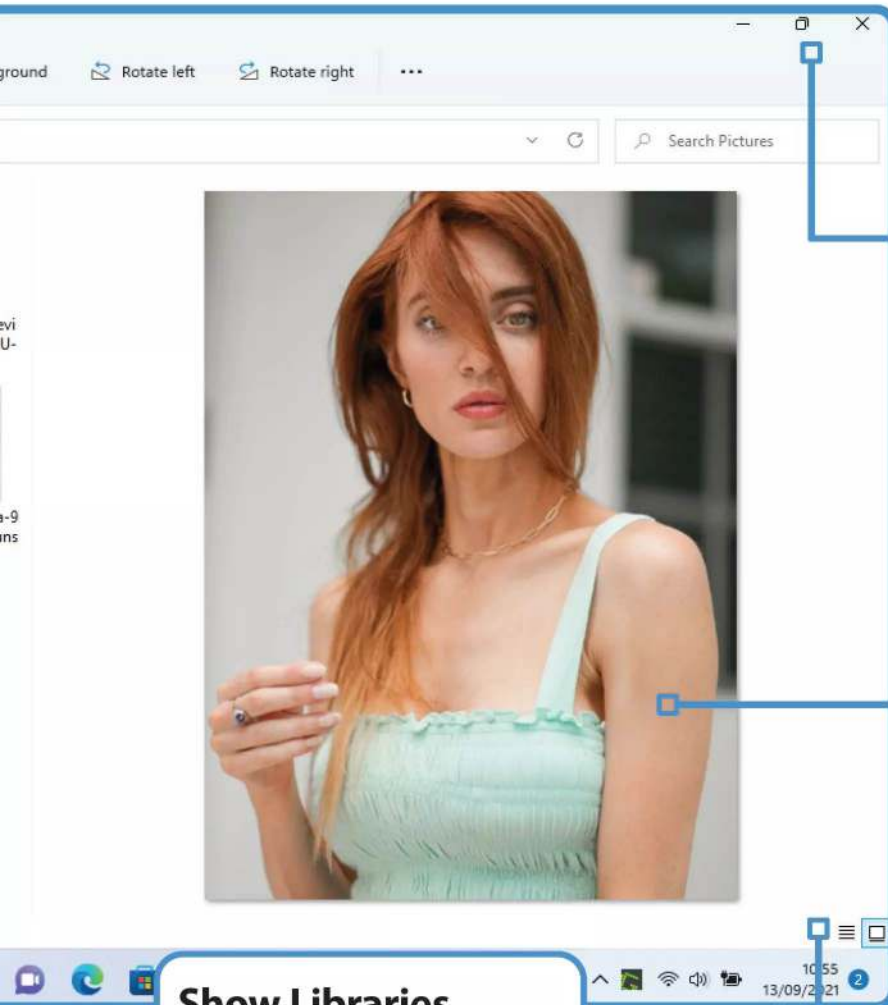 ground Rotate left Rotate right ...
Search Pictures
evi
U-
a-9
uns
Show Libraries
10:55
13/09/2021 2